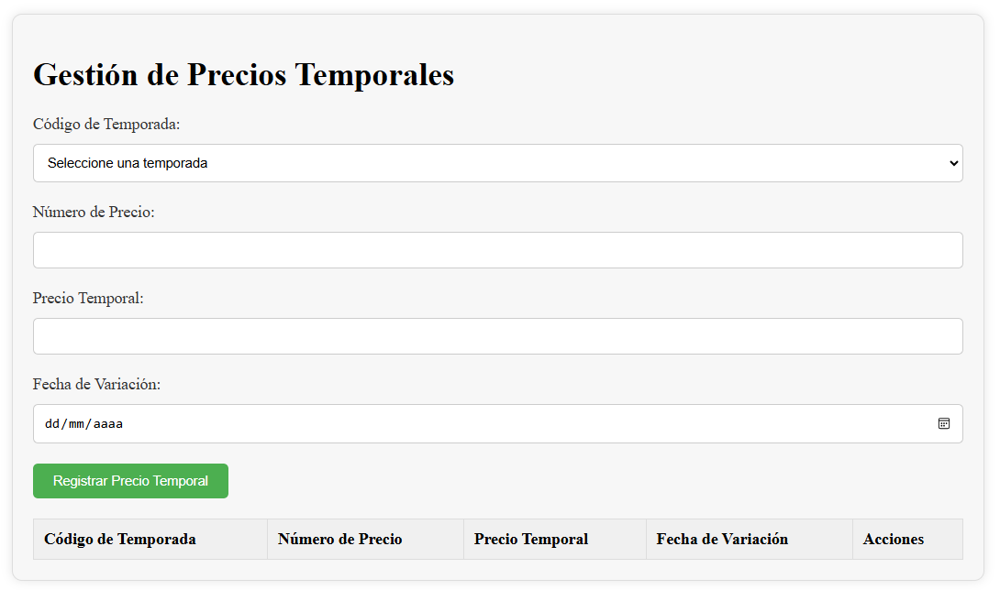 Gestión de Precios Temporales
Código de Temporada:
Seleccione una temporada
Número de Precio:
Precio Temporal:
Fecha de Variación:
dd/mm/aaaa
Registrar Precio Temporal
Código de Temporada Número de Precio Precio Temporal Fecha de Variación Acciones